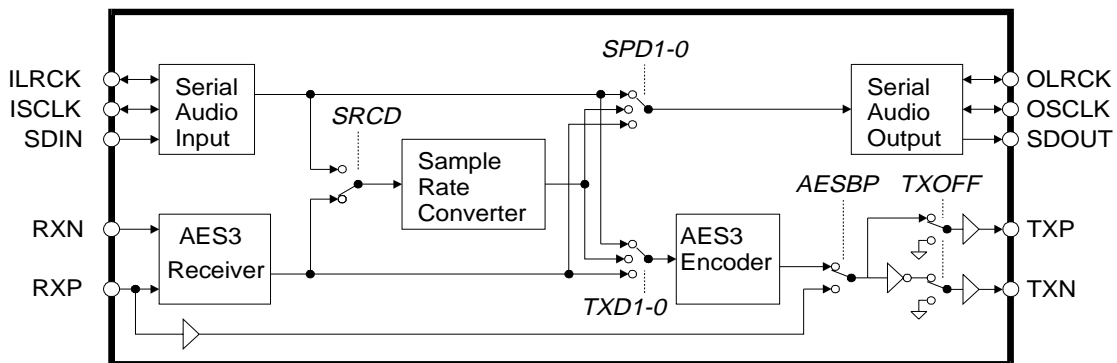 ILRCK
ISCLK
SDIN
Serial
Audio
Input
SRCD
Sample
Rate
Converter
SPD1-0
Serial
Audio
Output
OLRCK
OSCLK
SDOUT
RXN
RXP
AES3
Receiver
TXD1-0
AES3
Encoder
AESBP
TXOFF
TXP
TXN